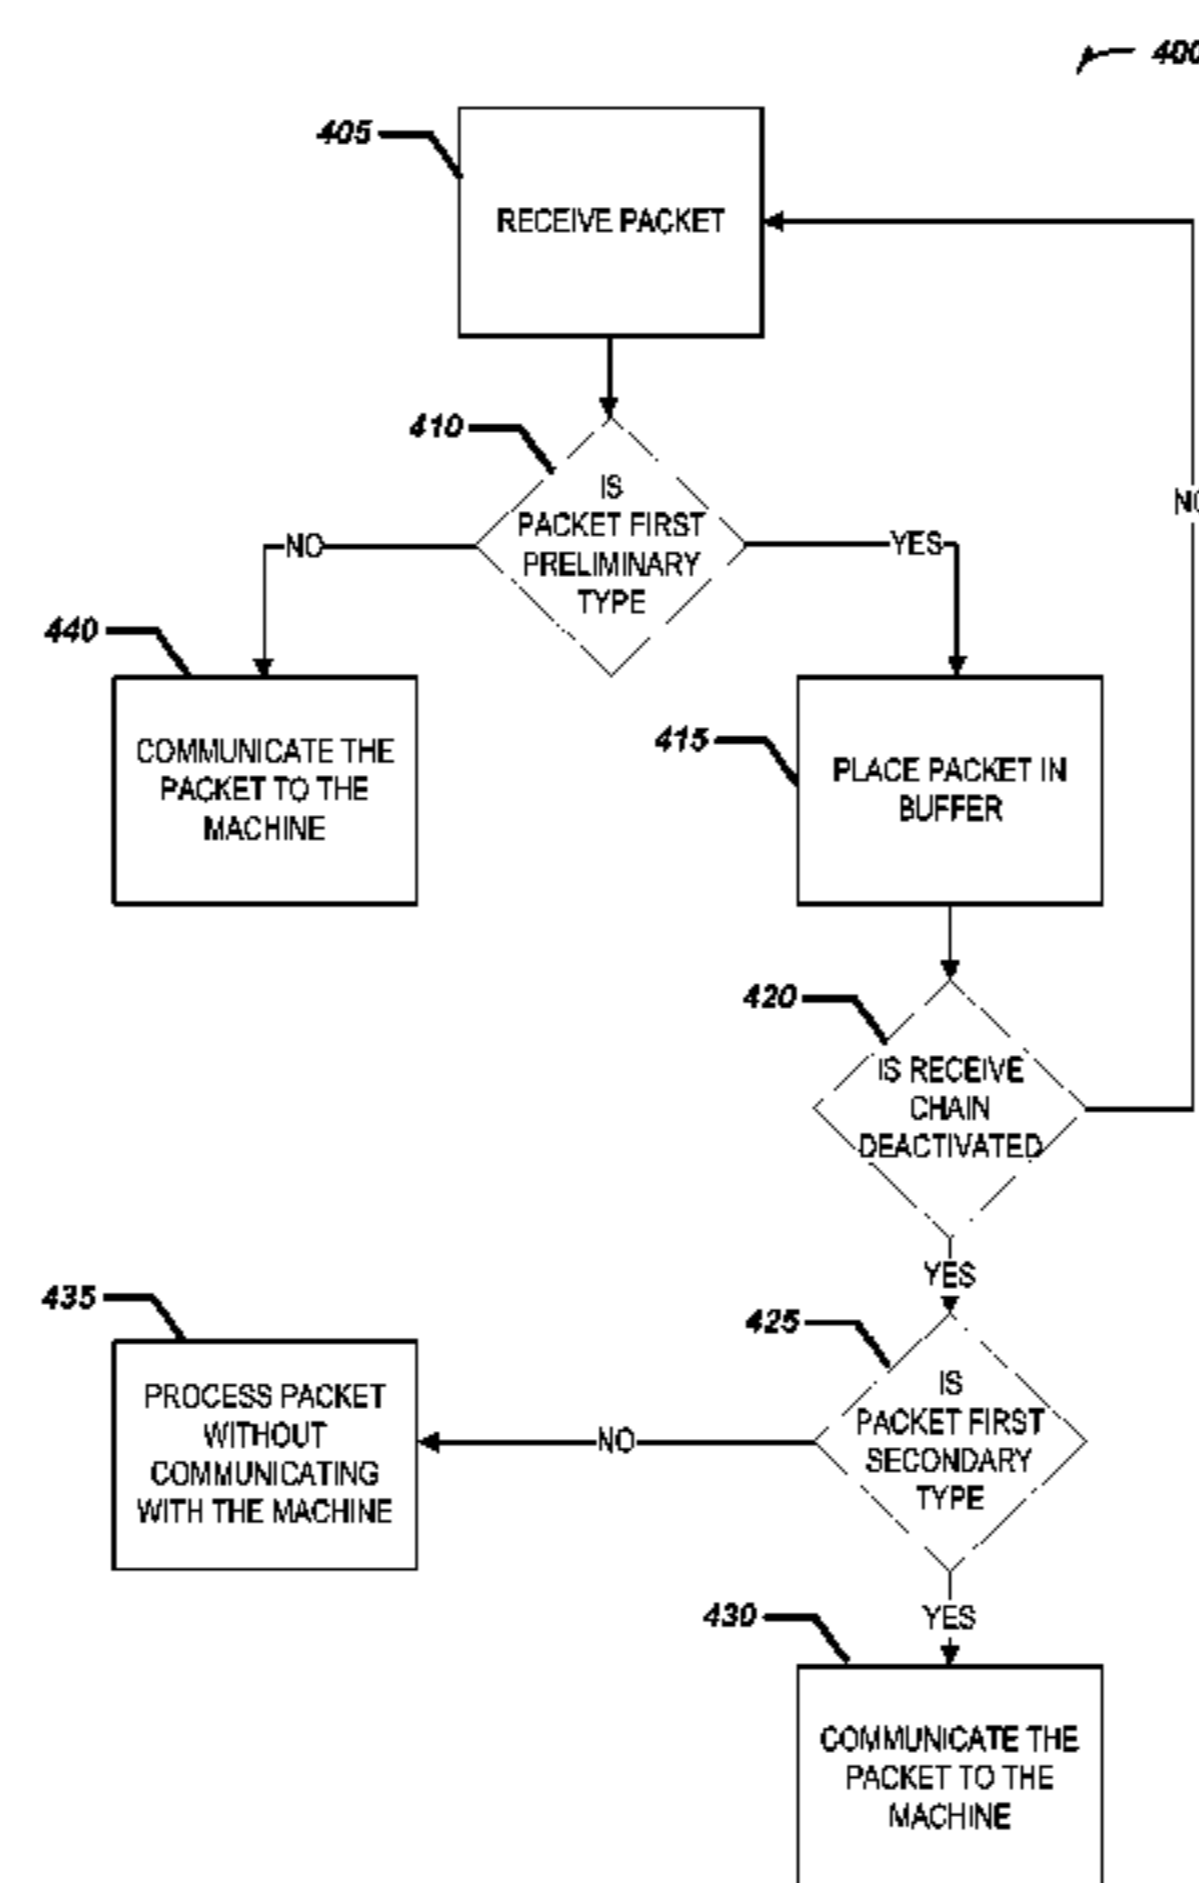 400
405
RECEIVE PACKET
410
IS
PACKET FIRST
PRELIMINARY
TYPE
NO
YES
NO
440
COMMUNICATE THE
PACKET TO THE
MACHINE
415
PLACE PACKET IN
BUFFER
420
IS RECEIVE
CHAIN
DEACTIVATED
YES
435
PROCESS PACKET
WITHOUT
COMMUNICATING
WITH THE MACHINE
425
IS
PACKET FIRST
SECONDARY
TYPE
NO
YES
430
COMMUNICATE THE
PACKET TO THE
MACHINE